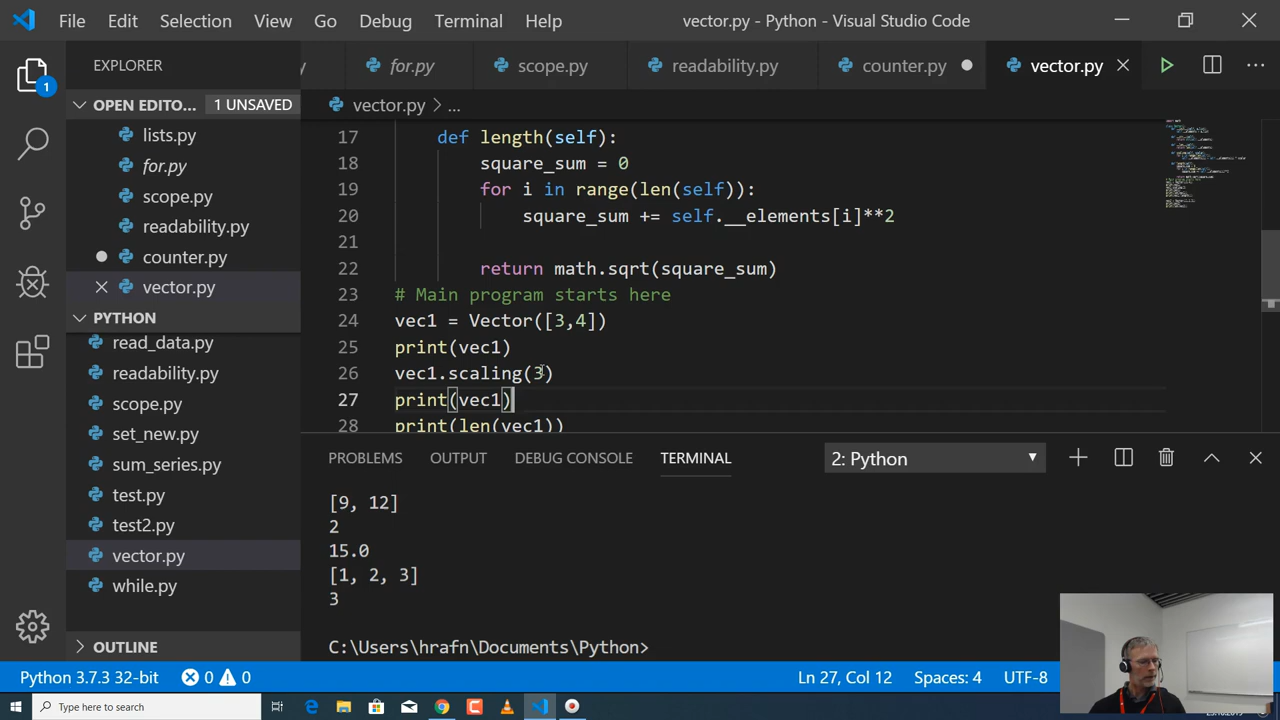 File Edit Selection View Go Debug Terminal Help vector.py - Python - Visual Studio Code
EXPLORER
for.py scope.py readability.py counter.py vector.py
OPEN EDITO... 1 UNSAVED
lists.py
for.py
scope.py
readability.py
counter.py
vector.py
PYTHON
read_data.py
readability.py
scope.py
set_new.py
sum_series.py
test.py
test2.py
vector.py
while.py
OUTLINE
1
vector.py > ...
17 def length(self):
18 square_sum = 0
19 for i in range(len(self)):
20 square_sum += self.__elements[i]**2
21
22 return math.sqrt(square_sum)
23 # Main program starts here
24 vec1 = Vector([3,4])
25 print(vec1)
26 vec1.scaling(3)
27 print(vec1)
28 print(len(vec1))
PROBLEMS OUTPUT DEBUG CONSOLE TERMINAL 2: Python
[9, 12]
2
15.0
[1, 2, 3]
3
C:\Users\hrafn\Documents\Python>
Python 3.7.3 32-bit 0 0 Ln 27, Col 12 Spaces: 4 UTF-8
Type here to search